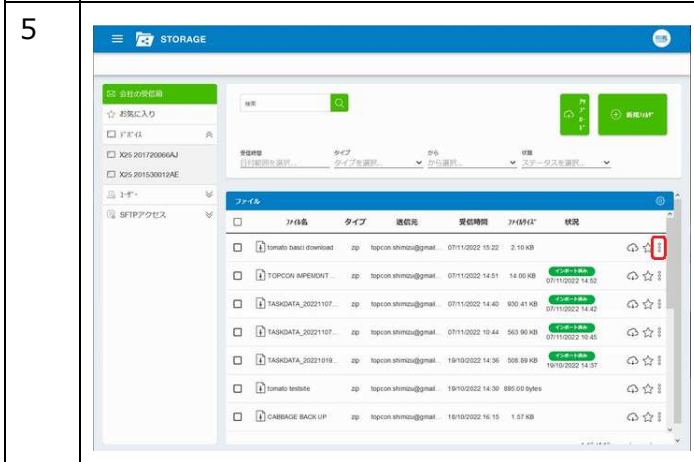 5
STORAGE
会社の受信箱
お気に入り
ﾃﾞﾊﾞｲｽ
X25 201720066AJ
X25 201530012AE
ﾕｰｻﾞｰ
SFTPアクセス
検索
新規ﾌｫﾙﾀﾞｰ
受信時間 タイプ から 状態
日付範囲を選択... タイプを選択... から選択... ステータスを選択...
ファイル
ﾌｧｲﾙ名 タイプ 送信元 受信時間 ﾌｧｲﾙｻｲｽﾞ 状況
tomato basci download zip topcon.shimizu@gmail... 07/11/2022 15:22 2.10 KB
TOPCON IMPEMONT ... zip topcon.shimizu@gmail... 07/11/2022 14:51 14.00 KB インポート済み 07/11/2022 14:52
TASKDATA_20221107... zip topcon.shimizu@gmail... 07/11/2022 14:40 930.41 KB インポート済み 07/11/2022 14:42
TASKDATA_20221107... zip topcon.shimizu@gmail... 07/11/2022 10:44 563.90 KB インポート済み 07/11/2022 10:45
TASKDATA_20221019... zip topcon.shimizu@gmail... 19/10/2022 14:36 508.89 KB インポート済み 19/10/2022 14:37
tomato testsite zip topcon.shimizu@gmail... 19/10/2022 14:30 895.00 bytes
CABBAGE BACK UP zip topcon.shimizu@gmail... 18/10/2022 16:15 1.57 KB